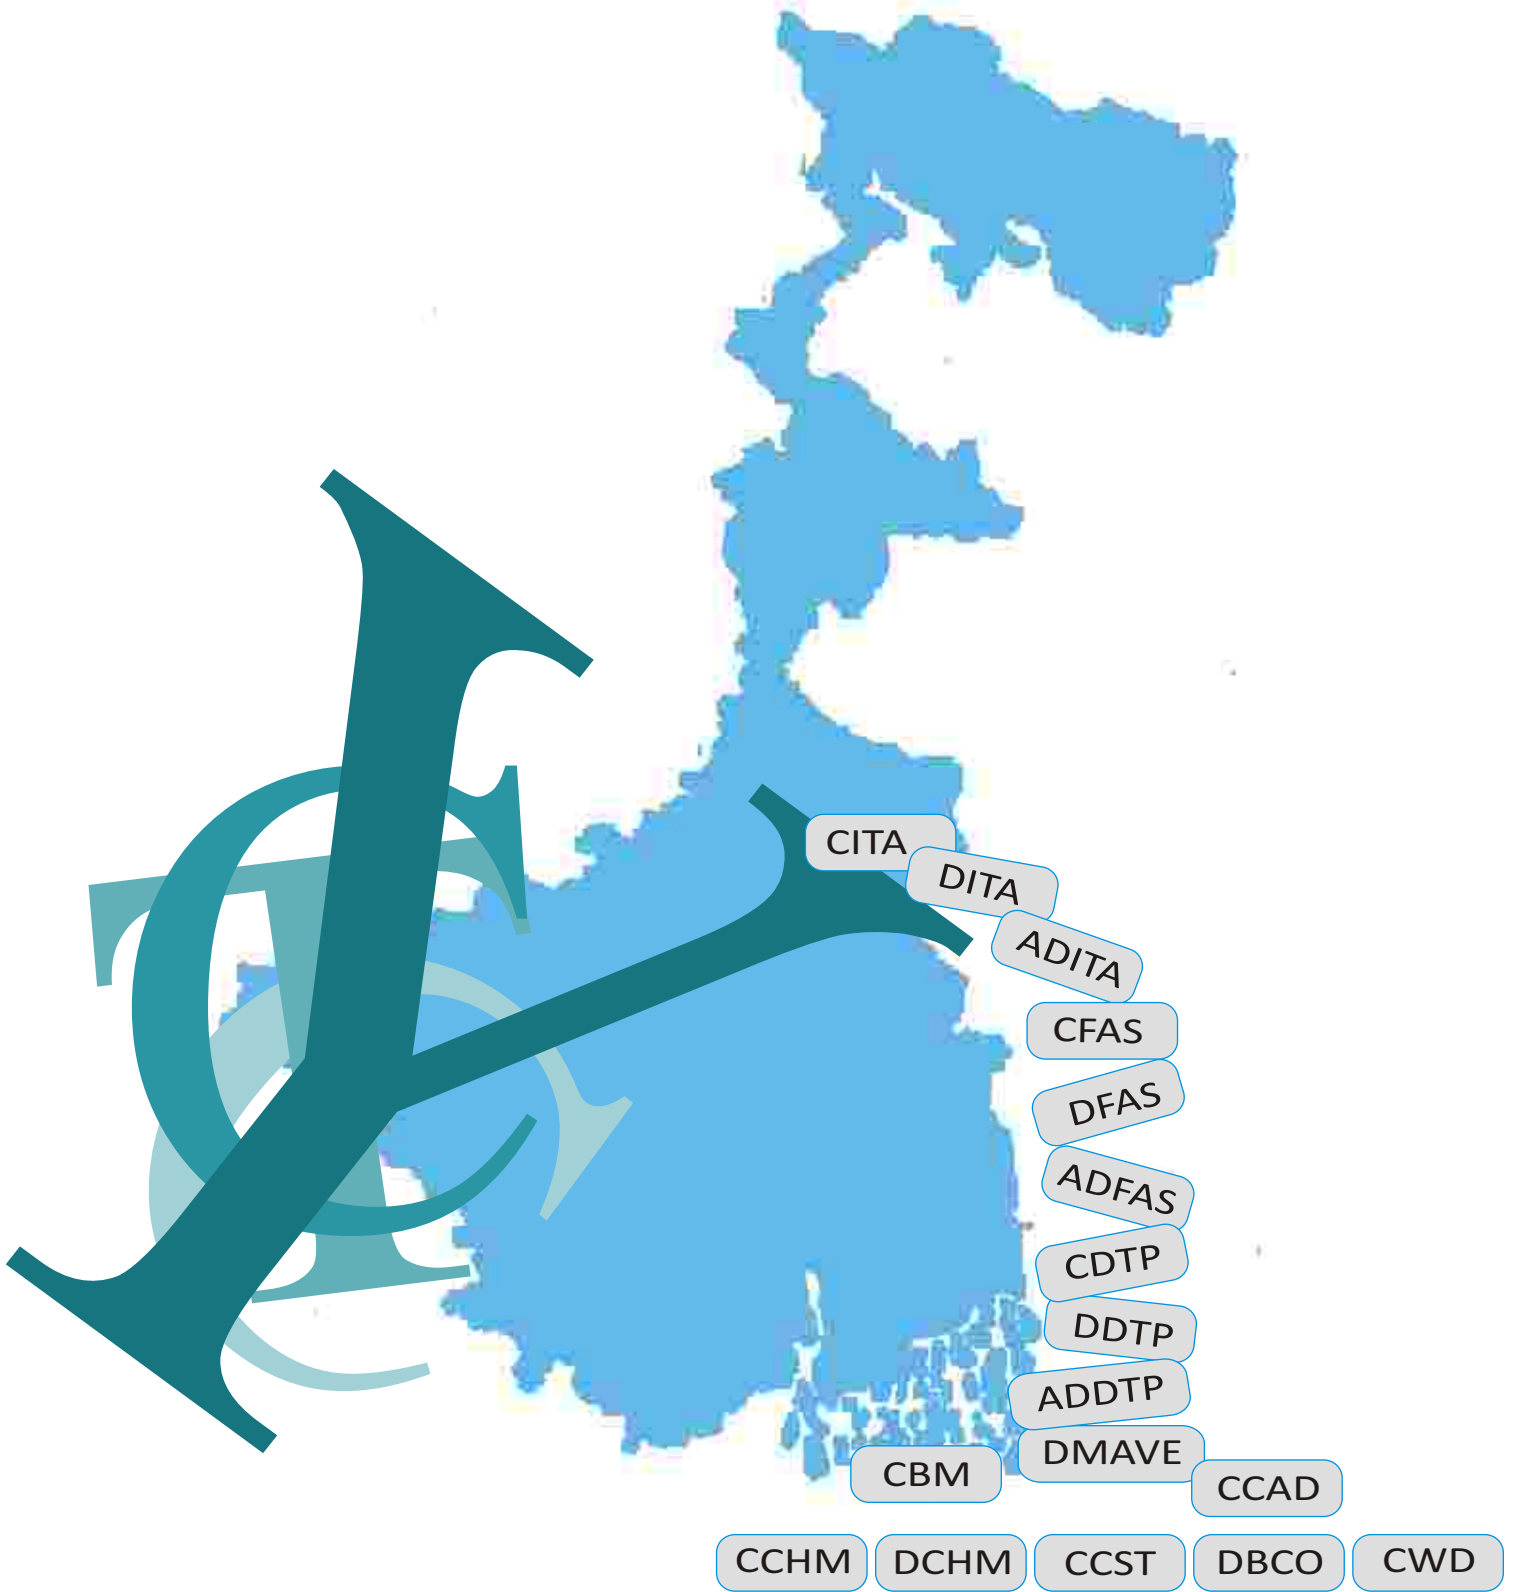 Y
C
T
C
CITA
DITA
ADITA
CFAS
DFAS
ADFAS
CDTP
DDTP
ADDTP
DMAVE
CBM
CCAD
CCHM DCHM CCST DBCO CWD